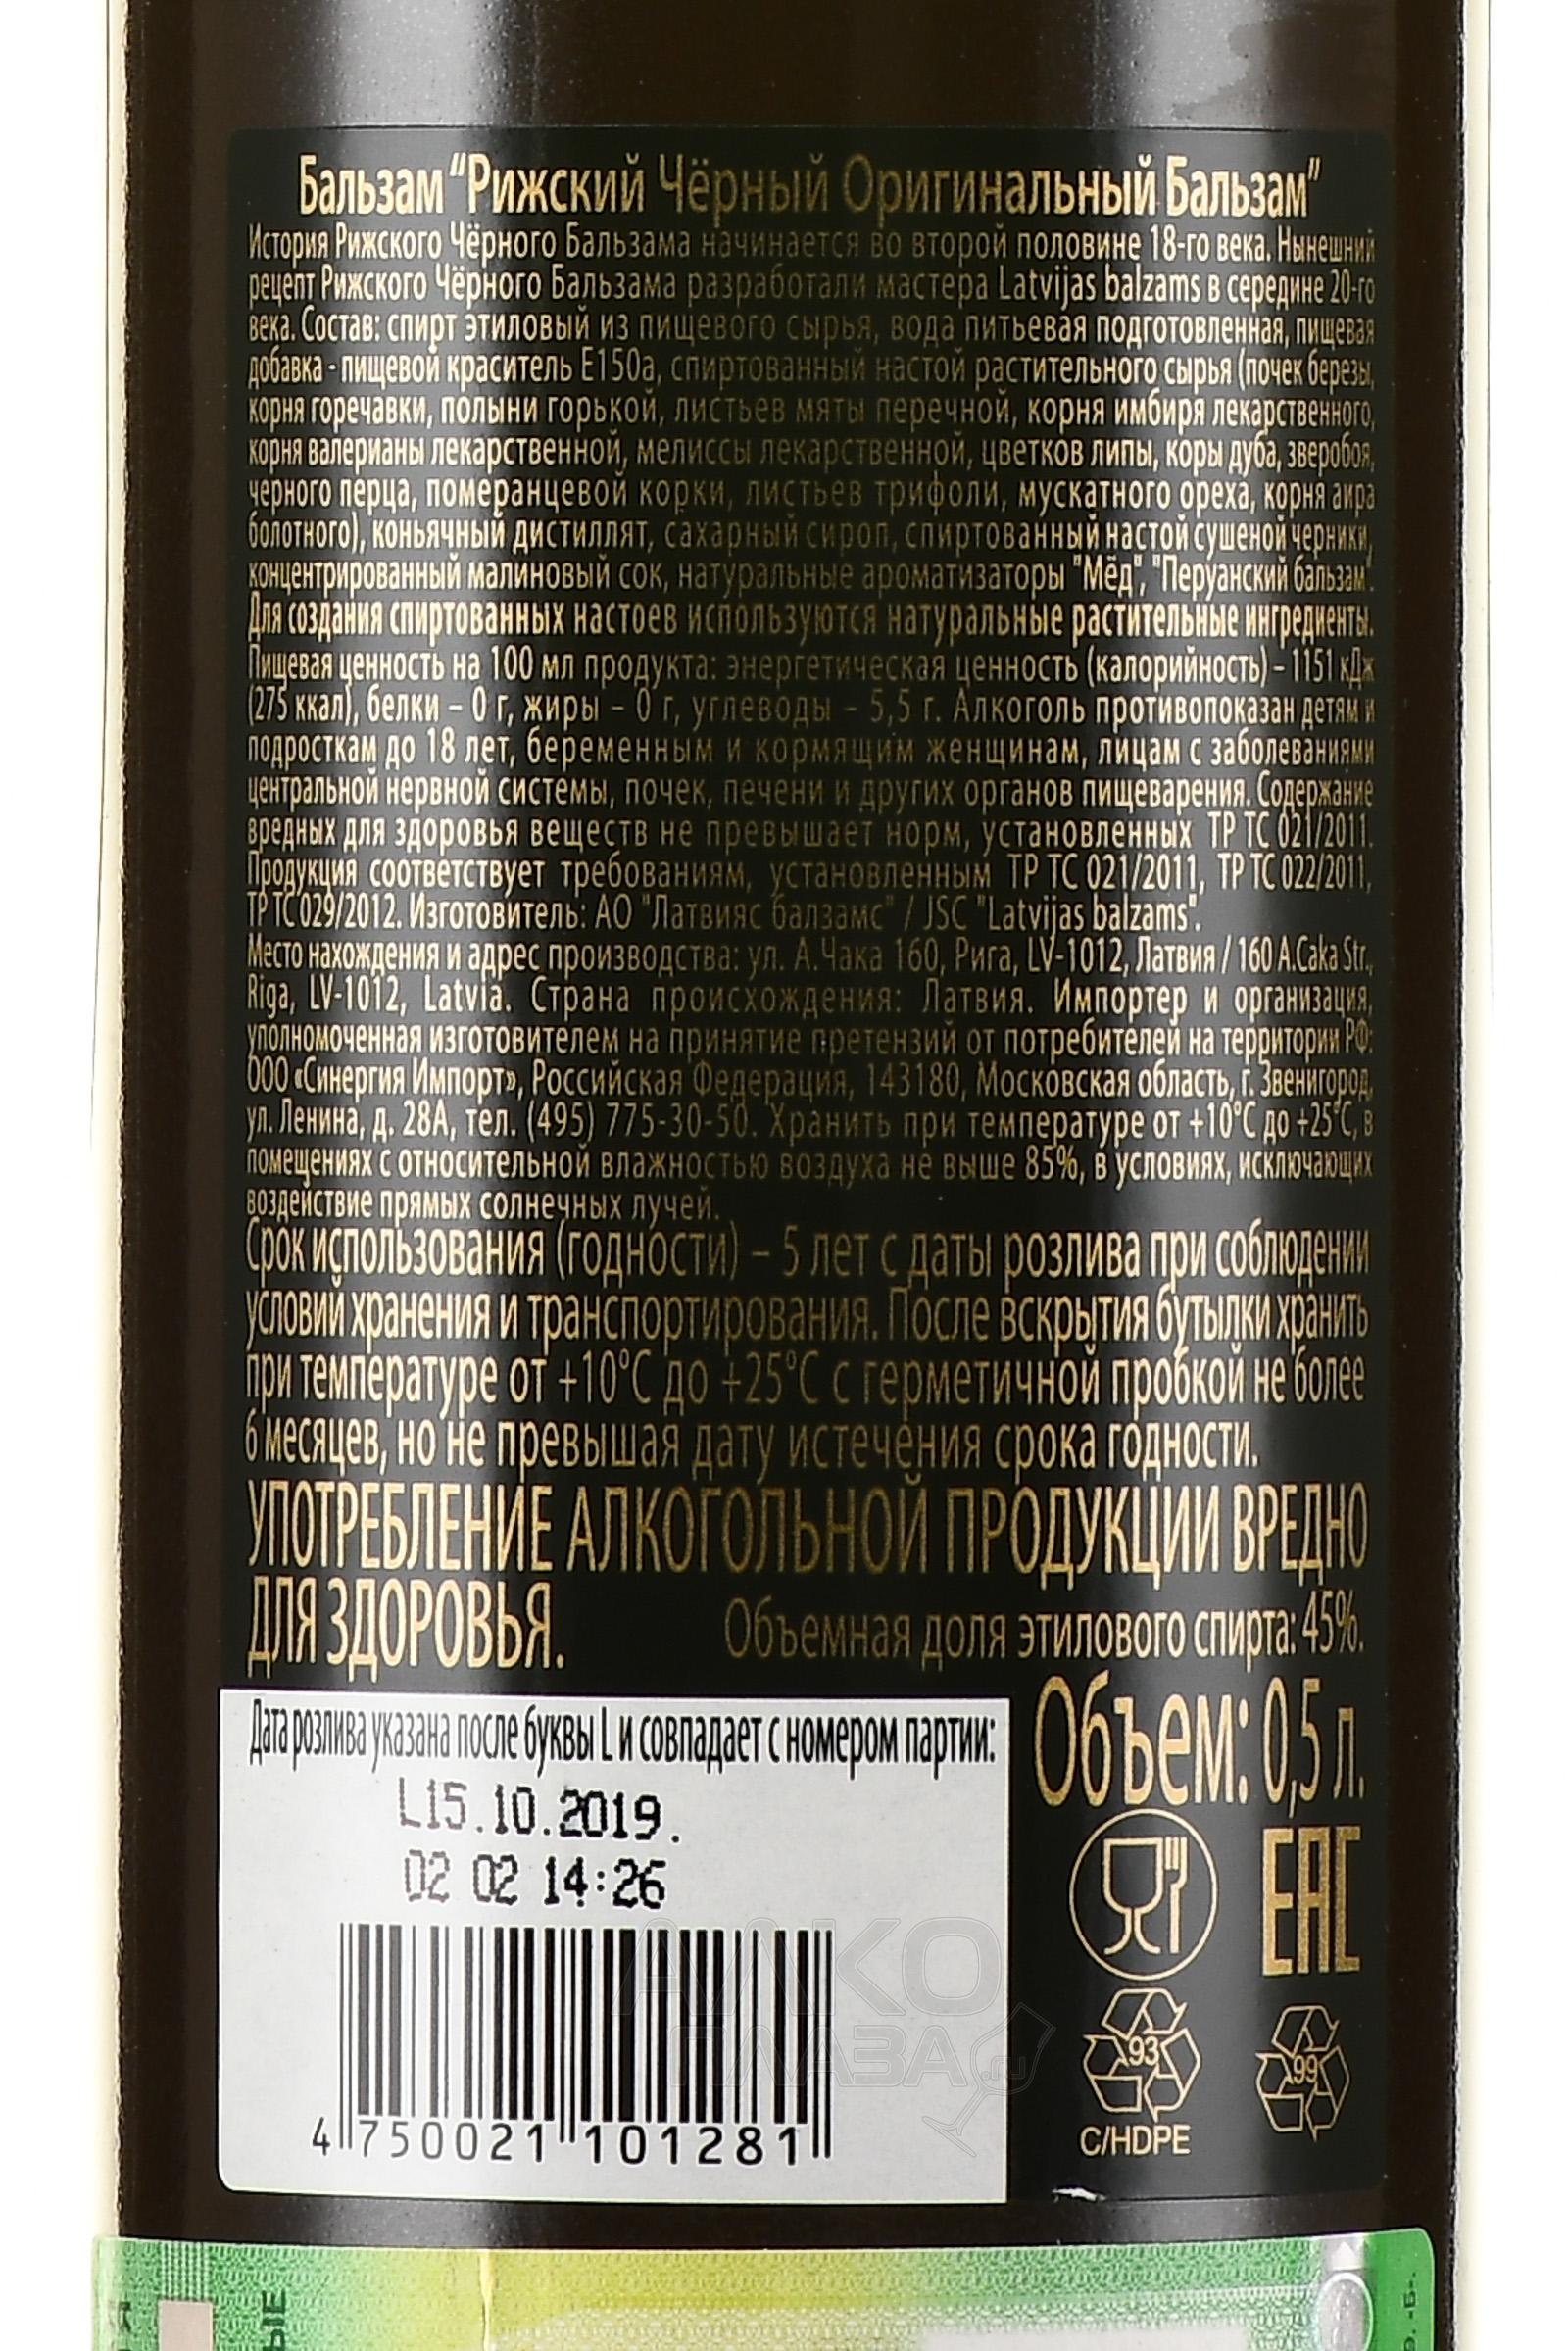 Бальзам “Рижский Чёрный Оригинальный Бальзам”
История Рижского Чёрного Бальзама начинается во второй половине 18-го века. Нынешний
рецепт Рижского Чёрного Бальзама разработали мастера Latvijas balzams в середине 20-го
века. Состав: спирт этиловый из пищевого сырья, вода питьевая подготовленная, пищевая
добавка - пищевой краситель Е150а, спиртованный настой растительного сырья (почек березы,
корня горечавки, полыни горькой, листьев мяты перечной, корня имбиря лекарственного,
корня валерианы лекарственной, мелиссы лекарственной, цветков липы, коры дуба, зверобоя,
черного перца, померанцевой корки, листьев трифоли, мускатного ореха, корня аира
болотного), коньячный дистиллят, сахарный сироп, спиртованный настой сушеной черники,
концентрированный малиновый сок, натуральные ароматизаторы "Мёд", "Перуанский бальзам".
Для создания спиртованных настоев используются натуральные растительные ингредиенты.
Пищевая ценность на 100 мл продукта: энергетическая ценность (калорийность) – 1151 кДж
(275 ккал), белки – 0 г, жиры – 0 г, углеводы – 5,5 г. Алкоголь противопоказан детям и
подросткам до 18 лет, беременным и кормящим женщинам, лицам с заболеваниями
центральной нервной системы, почек, печени и других органов пищеварения. Содержание
вредных для здоровья веществ не превышает норм, установленных ТР ТС 021/2011.
Продукция соответствует требованиям, установленным ТР ТС 021/2011, ТР ТС 022/2011,
ТР ТС 029/2012. Изготовитель: АО "Латвияс балзамс" / JSC "Latvijas balzams".
Место нахождения и адрес производства: ул. А.Чака 160, Рига, LV-1012, Латвия / 160 A.Caka Str.,
Riga, LV-1012, Latvia. Страна происхождения: Латвия. Импортер и организация,
уполномоченная изготовителем на принятие претензий от потребителей на территории РФ:
ООО «Синергия Импорт», Российская Федерация, 143180, Московская область, г. Звенигород,
ул. Ленина, д. 28А, тел. (495) 775-30-50. Хранить при температуре от +10°С до +25°С, в
помещениях с относительной влажностью воздуха не выше 85%, в условиях, исключающих
воздействие прямых солнечных лучей.
Срок использования (годности) – 5 лет с даты розлива при соблюдении
условий хранения и транспортирования. После вскрытия бутылки хранить
при температуре от +10°С до +25°С с герметичной пробкой не более
6 месяцев, но не превышая дату истечения срока годности.
УПОТРЕБЛЕНИЕ АЛКОГОЛЬНОЙ ПРОДУКЦИИ ВРЕДНО
ДЛЯ ЗДОРОВЬЯ.
Объемная доля этилового спирта: 45%.
Дата розлива указана после буквы L и совпадает с номером партии:
L15.10.2019.
02 02 14:26
Объем: 0,5 л.
EAC
4 750021 101281
АЛКО
ПЛАЗА
.ru
93
C/HDPE
99
ЫЕ